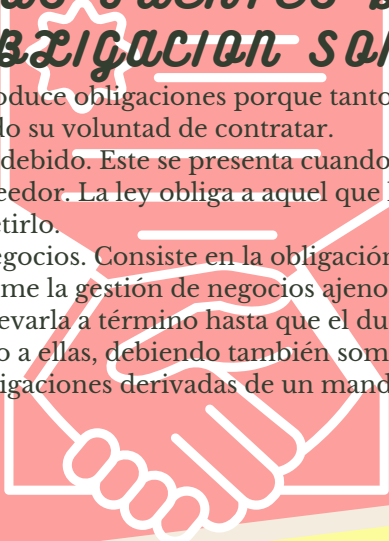 BLIGACION SON
oduce obligaciones porque tanto
do su voluntad de contratar.
debido. Este se presenta cuando
eedor. La ley obliga a aquel que
etirlo.
egocios. Consiste en la obligación
me la gestión de negocios ajeno
evarla a término hasta que el du
o a ellas, debiendo también som
igaciones derivadas de un mand